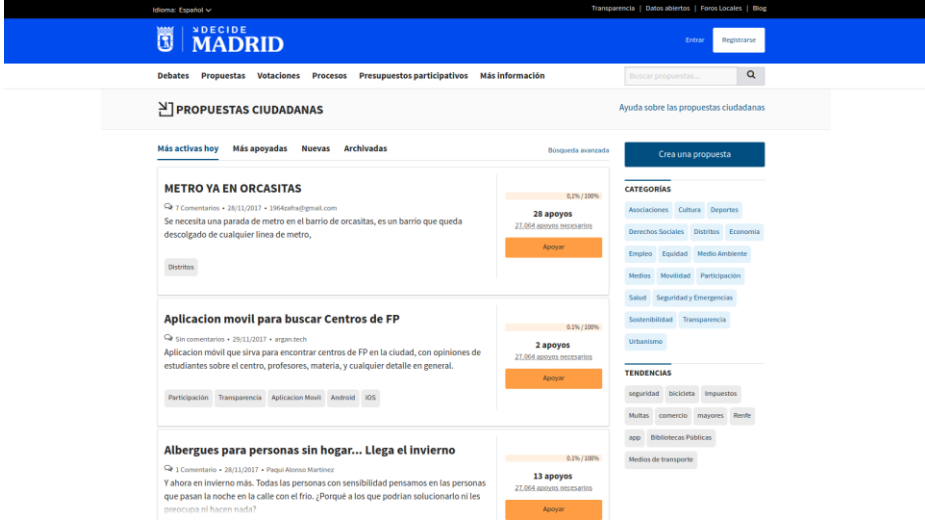 Idioma: Español
Transparencia | Datos abiertos | Foros Locales | Blog
DECIDE
MADRID
Entrar
Registrarse
Debates Propuestas Votaciones Procesos Presupuestos participativos Más información
Buscar propuestas...
PROPUESTAS CIUDADANAS
Ayuda sobre las propuestas ciudadanas
Más activas hoy Más apoyadas Nuevas Archivadas
Búsqueda avanzada
METRO YA EN ORCASITAS
7 Comentarios • 28/11/2017 • 1964zafra@gmail.com
Se necesita una parada de metro en el barrio de orcasitas, es un barrio que queda
descolgado de cualquier linea de metro,
Distritos
0,1% / 100%
28 apoyos
27.064 apoyos necesarios
Apoyar
Aplicacion movil para buscar Centros de FP
Sin comentarios • 29/11/2017 • argan.tech
Aplicacion móvil que sirva para encontrar centros de FP en la ciudad, con opiniones de
estudiantes sobre el centro, profesores, materia, y cualquier detalle en general.
Participación Transparencia Aplicacion Movil Android iOS
0.1% / 100%
2 apoyos
27.064 apoyos necesarios
Apoyar
Albergues para personas sin hogar... Llega el invierno
1 Comentario • 28/11/2017 • Paqui Alonso Martinez
Y ahora en invierno más. Todas las personas con sensibilidad pensamos en las personas
que pasan la noche en la calle con el frio. ¿Porqué a los que podrian solucionarlo ni les
preocupa ni hacen nada?
0.1% / 100%
13 apoyos
27.064 apoyos necesarios
Apoyar
Crea una propuesta
CATEGORÍAS
Asociaciones Cultura Deportes
Derechos Sociales Distritos Economía
Empleo Equidad Medio Ambiente
Medios Movilidad Participación
Salud Seguridad y Emergencias
Sostenibilidad Transparencia
Urbanismo
TENDENCIAS
seguridad bicicleta Impuestos
Multas comercio mayores Renfe
app Bibliotecas Públicas
Medios de transporte